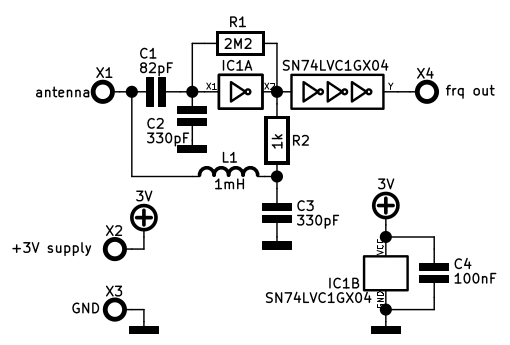 R1
2M2
C1
82pF
IC1A
SN74LVC1GX04
X1
X4
antenna
X1
X2
Y
frq out
C2
330pF
1k
R2
L1
1mH
3V
3V
C3
330pF
X2
+3V supply
VCC
C4
100nF
IC1B
SN74LVC1GX04
GND
X3
GND